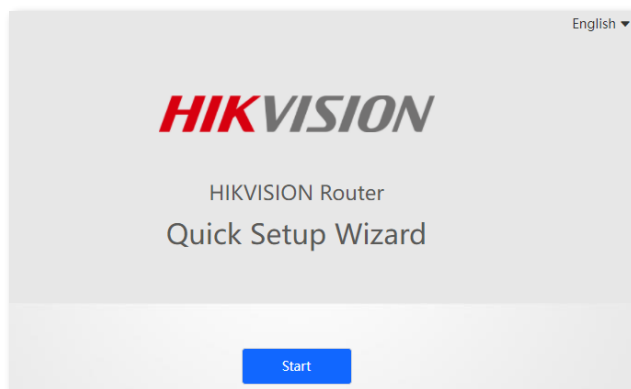 English
HIKVISION
HIKVISION Router
Quick Setup Wizard
Start